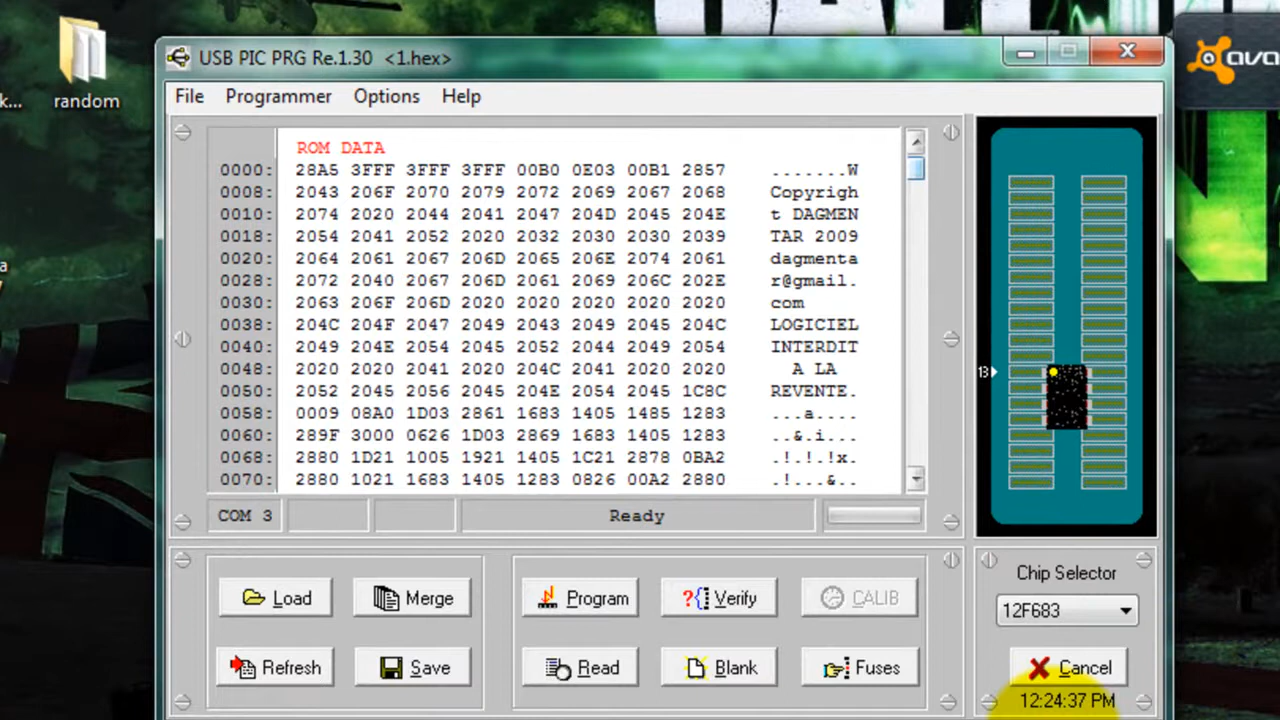 random
USB PIC PRG Re.1.30 <1.hex>
File Programmer Options Help
ROM DATA
0000: 28A5 3FFF 3FFF 3FFF 00B0 0E03 00B1 2857 .......W
0008: 2043 206F 2070 2079 2072 2069 2067 2068 Copyrigh
0010: 2074 2020 2044 2041 2047 204D 2045 204E t DAGMEN
0018: 2054 2041 2052 2020 2032 2030 2030 2039 TAR 2009
0020: 2064 2061 2067 206D 2065 206E 2074 2061 dagmenta
0028: 2072 2040 2067 206D 2061 2069 206C 202E r@gmail.
0030: 2063 206F 206D 2020 2020 2020 2020 2020 com
0038: 204C 204F 2047 2049 2043 2049 2045 204C LOGICIEL
0040: 2049 204E 2054 2045 2052 2044 2049 2054 INTERDIT
0048: 2020 2020 2041 2020 204C 2041 2020 2020 A LA
0050: 2052 2045 2056 2045 204E 2054 2045 1C8C REVENTE.
0058: 0009 08A0 1D03 2861 1683 1405 1485 1283 ...a....
0060: 289F 3000 0626 1D03 2869 1683 1405 1283 ..&.i...
0068: 2880 1D21 1005 1921 1405 1C21 2878 0BA2 .!.!.!x.
0070: 2880 1021 1683 1405 1283 0826 00A2 2880 .!...&..
COM 3
Ready
13
Load
Merge
Program
Verify
CALIB
Refresh
Save
Read
Blank
Fuses
Chip Selector
12F683
Cancel
12:24:37 PM